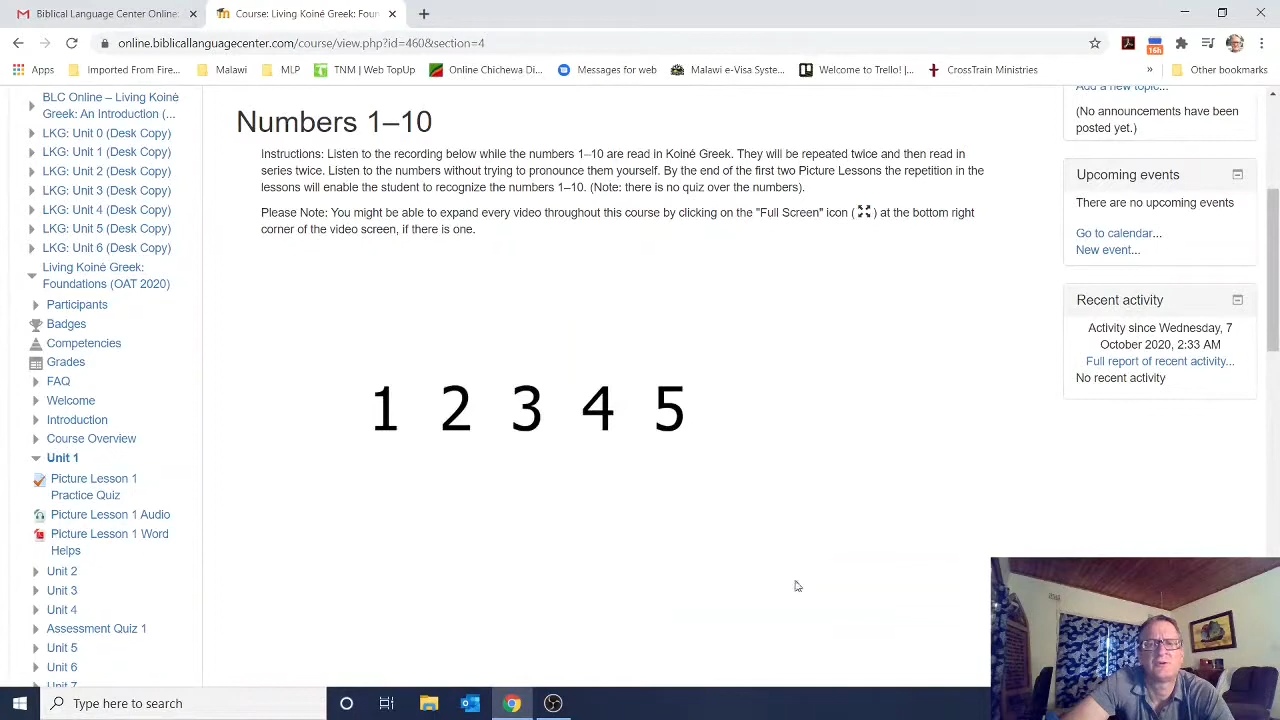 Biblical Language Center Online:
Course: Living Koiné Greek: Foun
online.biblicallanguagecenter.com/course/view.php?id=460&section=4
16h
Apps
Imported From Fire...
Malawi
MLP
TNM | Web TopUp
Online Chichewa Di...
Messages for web
Malawi e-Visa Syste...
Welcome to Trello! |...
CrossTrain Ministries
»
Other bookmarks
BLC Online – Living Koiné
Greek: An Introduction (...
LKG: Unit 0 (Desk Copy)
LKG: Unit 1 (Desk Copy)
LKG: Unit 2 (Desk Copy)
LKG: Unit 3 (Desk Copy)
LKG: Unit 4 (Desk Copy)
LKG: Unit 5 (Desk Copy)
LKG: Unit 6 (Desk Copy)
Living Koiné Greek:
Foundations (OAT 2020)
Participants
Badges
Competencies
Grades
FAQ
Welcome
Introduction
Course Overview
Unit 1
Picture Lesson 1
Practice Quiz
Picture Lesson 1 Audio
Picture Lesson 1 Word
Helps
Unit 2
Unit 3
Unit 4
Assessment Quiz 1
Unit 5
Unit 6
Unit 7
Numbers 1–10
Instructions: Listen to the recording below while the numbers 1–10 are read in Koiné Greek. They will be repeated twice and then read in
series twice. Listen to the numbers without trying to pronounce them yourself. By the end of the first two Picture Lessons the repetition in the
lessons will enable the student to recognize the numbers 1–10. (Note: there is no quiz over the numbers).
Please Note: You might be able to expand every video throughout this course by clicking on the "Full Screen" icon ( ) at the bottom right
corner of the video screen, if there is one.
1 2 3 4 5
Add a new topic...
(No announcements have been
posted yet.)
Upcoming events
There are no upcoming events
Go to calendar...
New event...
Recent activity
Activity since Wednesday, 7
October 2020, 2:33 AM
Full report of recent activity...
No recent activity
Type here to search